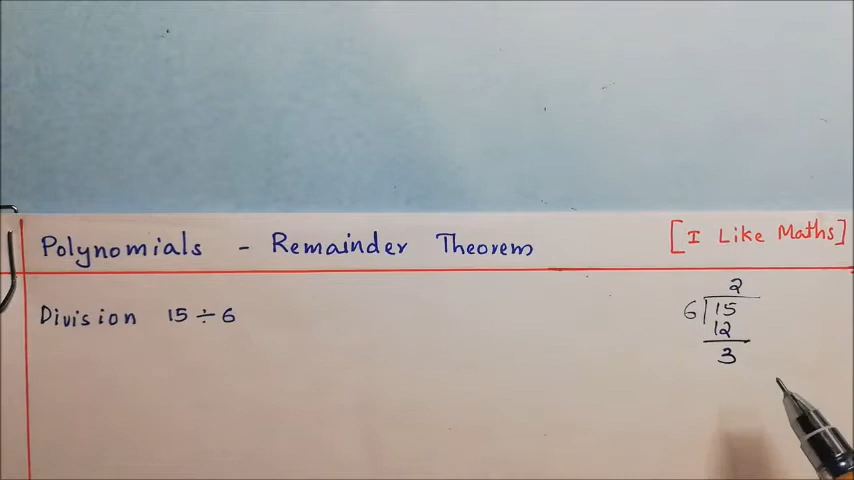 Polynomials - Remainder Theorem [I Like Maths]
Division 15 ÷ 6
2
6 15
12
3